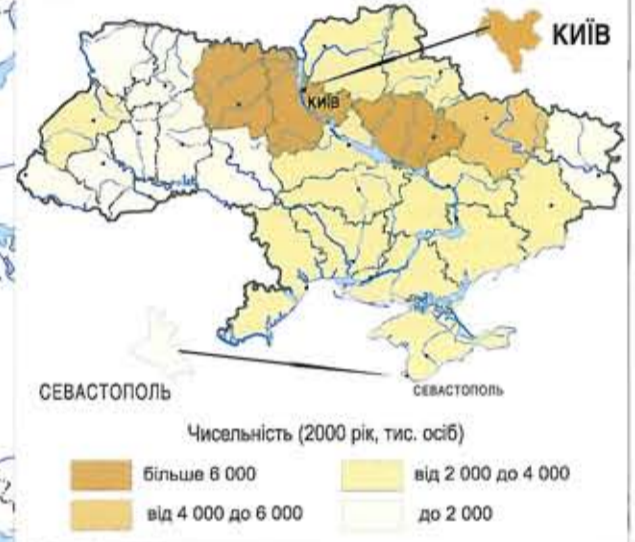 КИЇВ
КИЇВ
СЕВАСТОПОЛЬ
СЕВАСТОПОЛЬ
Чисельність (2000 рік, тис. осіб)
більше 6 000
від 2 000 до 4 000
від 4 000 до 6 000
до 2 000